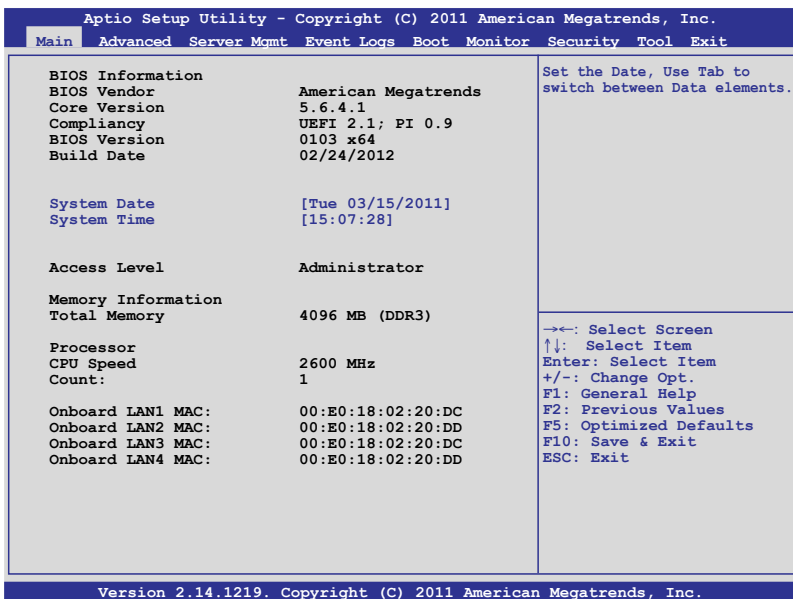 Aptio Setup Utility - Copyright (C) 2011 American Megatrends, Inc.
Main Advanced Server Mgmt Event Logs Boot Monitor Security Tool Exit
BIOS Information
BIOS Vendor American Megatrends
Core Version 5.6.4.1
Compliancy UEFI 2.1; PI 0.9
BIOS Version 0103 x64
Build Date 02/24/2012
System Date [Tue 03/15/2011]
System Time [15:07:28]
Access Level Administrator
Memory Information
Total Memory 4096 MB (DDR3)
Processor
CPU Speed 2600 MHz
Count: 1
Onboard LAN1 MAC: 00:E0:18:02:20:DC
Onboard LAN2 MAC: 00:E0:18:02:20:DD
Onboard LAN3 MAC: 00:E0:18:02:20:DC
Onboard LAN4 MAC: 00:E0:18:02:20:DD
Set the Date, Use Tab to
switch between Data elements.
→←: Select Screen
↑↓: Select Item
Enter: Select Item
+/-: Change Opt.
F1: General Help
F2: Previous Values
F5: Optimized Defaults
F10: Save & Exit
ESC: Exit
Version 2.14.1219. Copyright (C) 2011 American Megatrends, Inc.